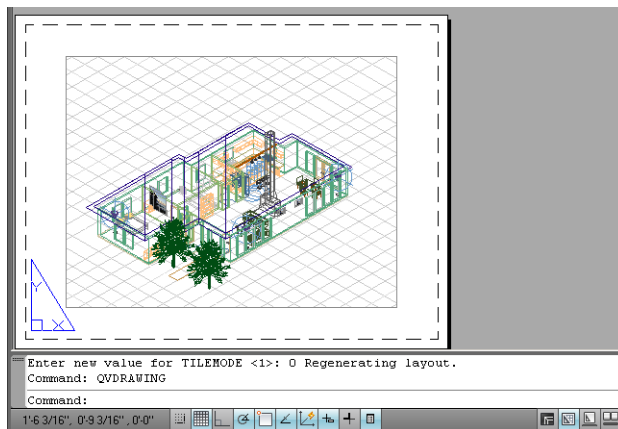 Y
X
Enter new value for TILEMODE <1>: 0 Regenerating layout.
Command: QVDRAWING
Command:
1'-6 3/16", 0'-9 3/16" , 0'-0"